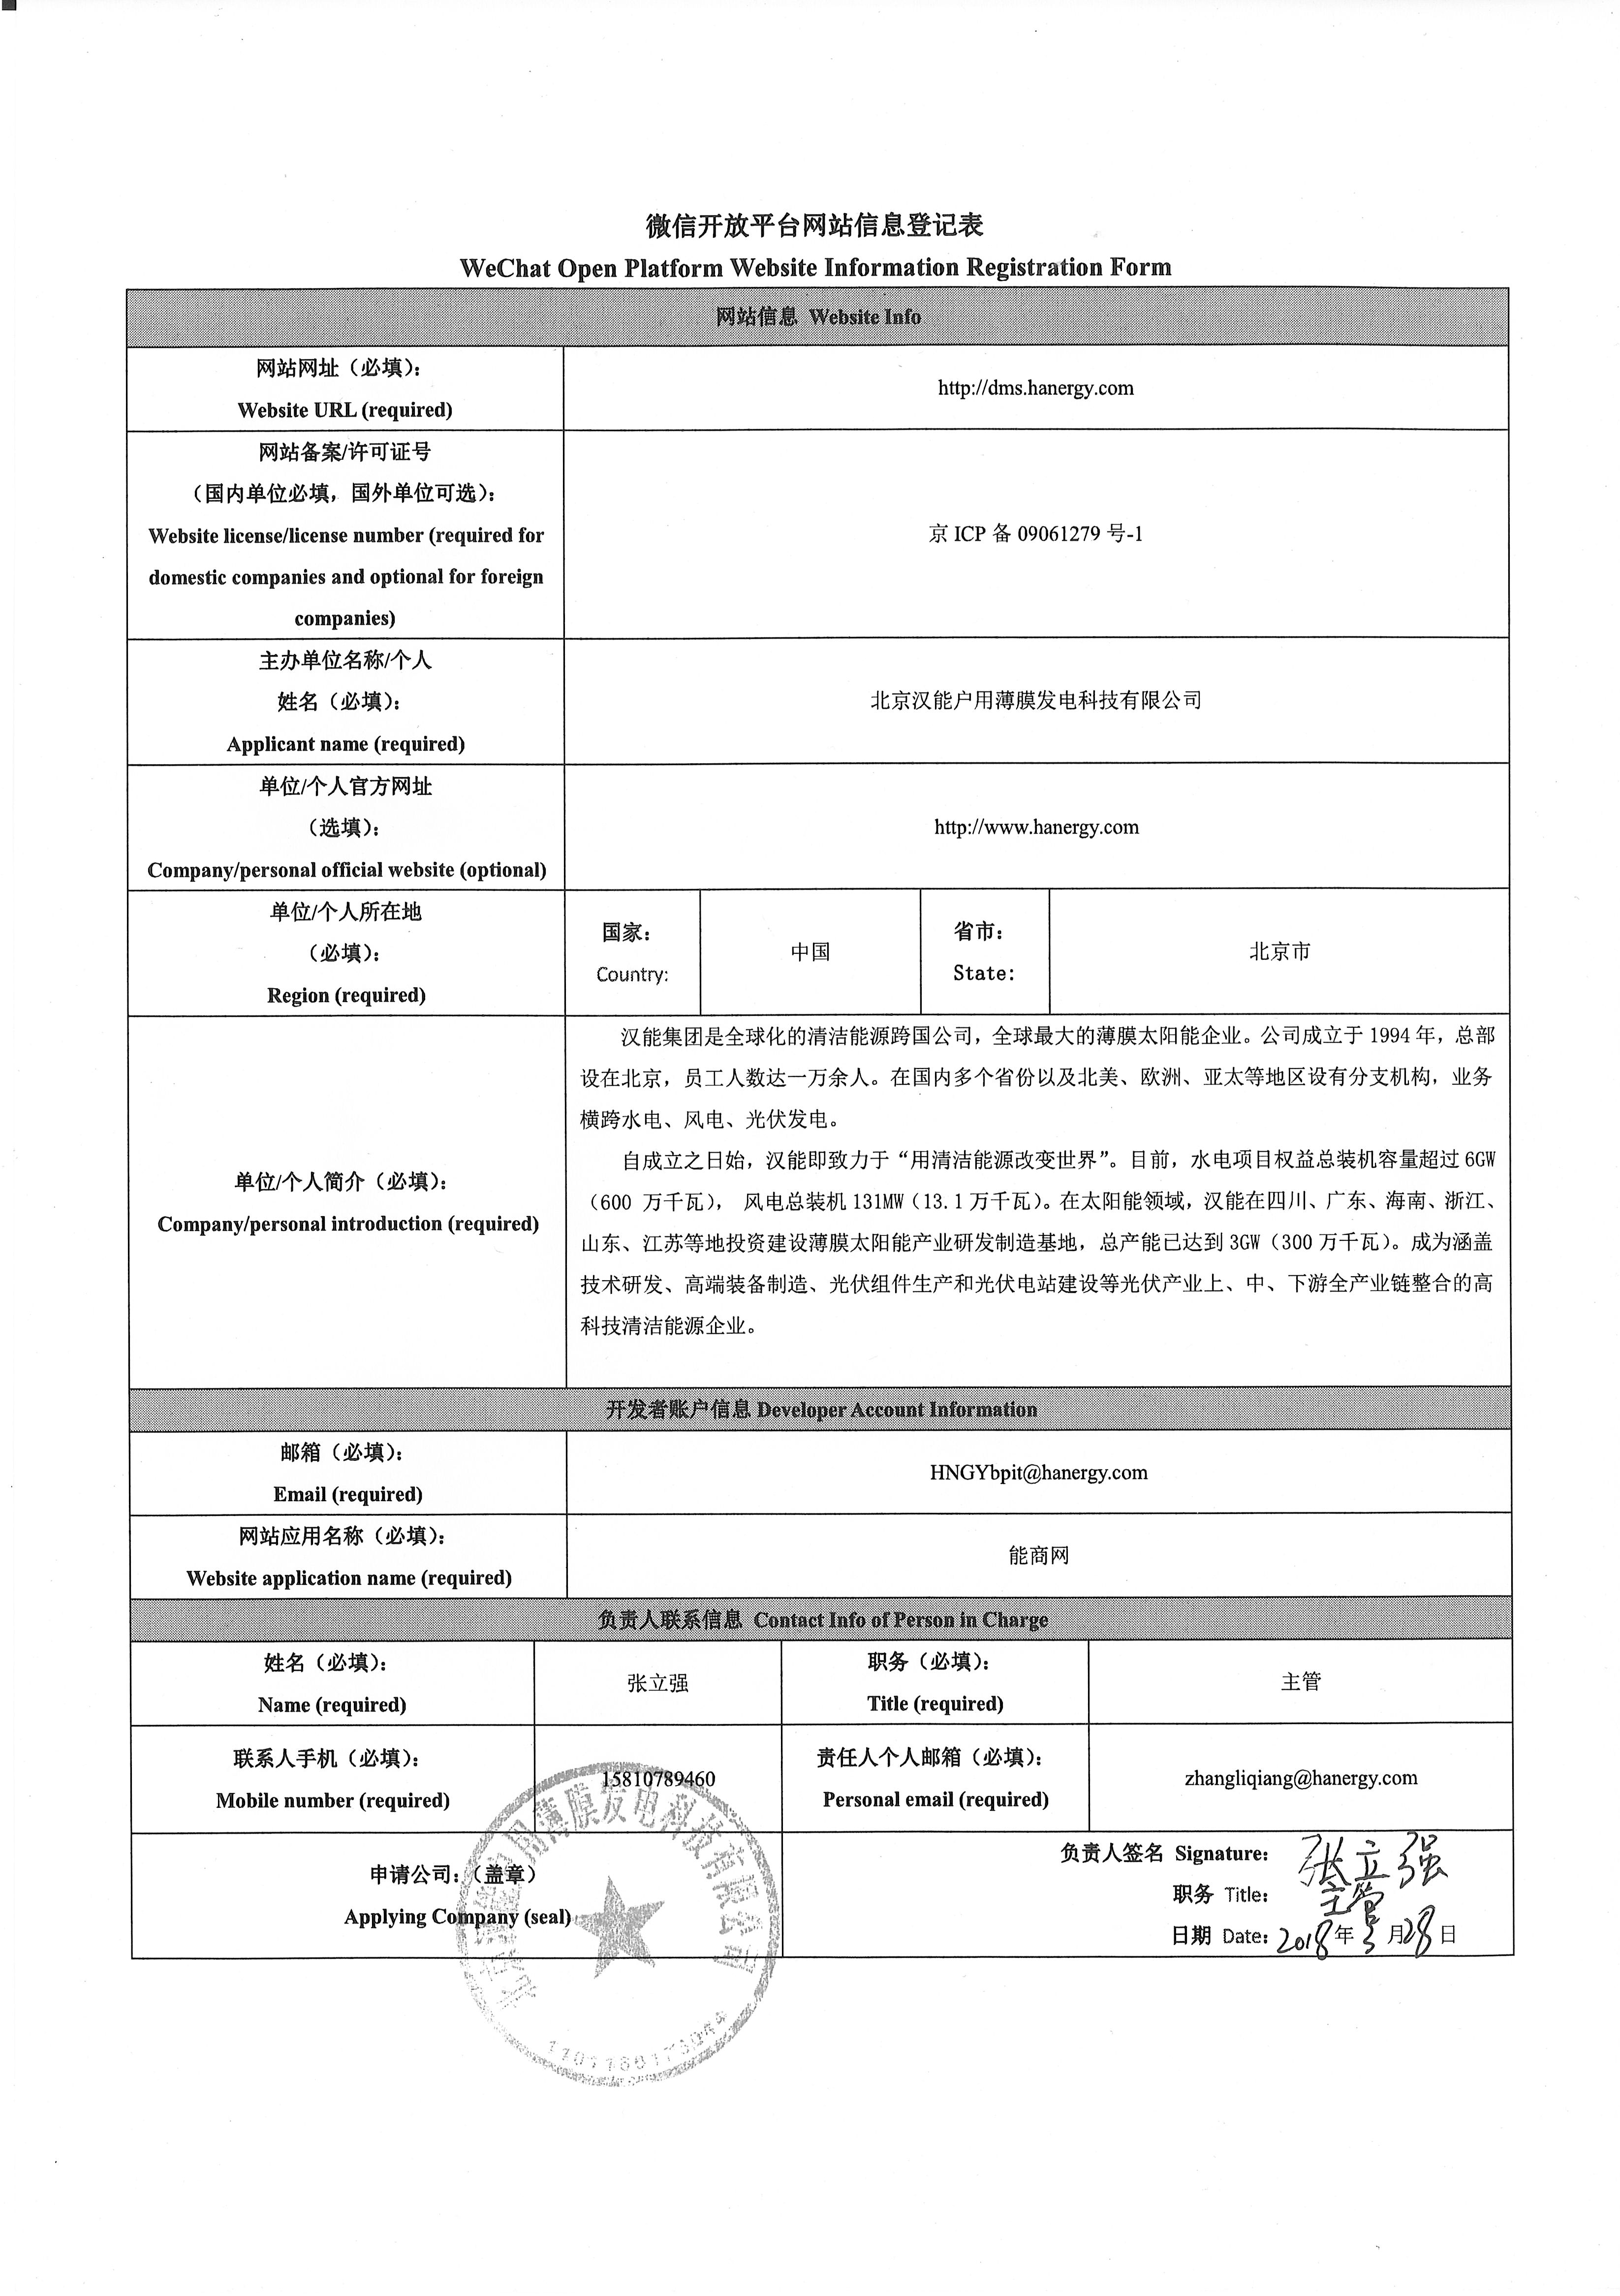 微信开放平台网站信息登记表
WeChat Open Platform Website Information Registration Form
网站信息 Website Info
网站网址（必填）：
Website URL (required)
http://dms.hanergy.com
网站备案/许可证号
（国内单位必填，国外单位可选）：
Website license/license number (required for
domestic companies and optional for foreign
companies)
京 ICP 备 09061279 号-1
主办单位名称/个人
姓名（必填）：
Applicant name (required)
北京汉能户用薄膜发电科技有限公司
单位/个人官方网址
（选填）：
Company/personal official website (optional)
http://www.hanergy.com
单位/个人所在地
（必填）：
Region (required)
国家：
Country:
中国
省市：
State:
北京市
单位/个人简介（必填）：
Company/personal introduction (required)
汉能集团是全球化的清洁能源跨国公司，全球最大的薄膜太阳能企业。公司成立于 1994 年，总部
设在北京，员工人数达一万余人。在国内多个省份以及北美、欧洲、亚太等地区设有分支机构，业务
横跨水电、风电、光伏发电。
自成立之日始，汉能即致力于“用清洁能源改变世界”。目前，水电项目权益总装机容量超过 6GW
（600 万千瓦）， 风电总装机 131MW（13.1 万千瓦）。在太阳能领域，汉能在四川、广东、海南、浙江、
山东、江苏等地投资建设薄膜太阳能产业研发制造基地，总产能已达到 3GW（300 万千瓦）。成为涵盖
技术研发、高端装备制造、光伏组件生产和光伏电站建设等光伏产业上、中、下游全产业链整合的高
科技清洁能源企业。
开发者账户信息 Developer Account Information
邮箱（必填）：
Email (required)
HNGYbpit@hanergy.com
网站应用名称（必填）：
Website application name (required)
能商网
负责人联系信息 Contact Info of Person in Charge
姓名（必填）：
Name (required)
张立强
职务（必填）：
Title (required)
主管
联系人手机（必填）：
Mobile number (required)
15810789460
责任人个人邮箱（必填）：
Personal email (required)
zhangliqiang@hanergy.com
申请公司：（盖章）
Applying Company (seal)
北京汉能户用薄膜发电科技有限公司
负责人签名 Signature: 张立强
职务 Title: 主管
日期 Date: 2018年3月28日